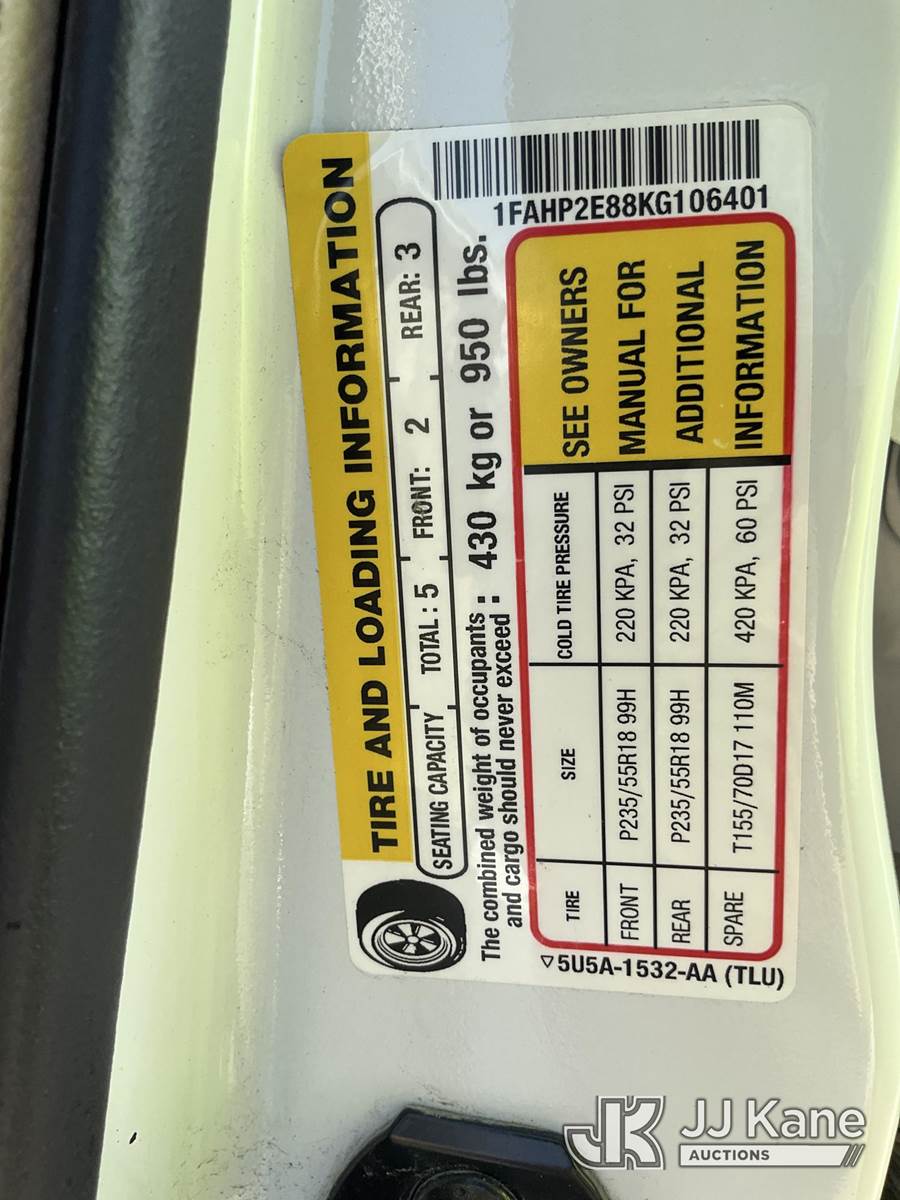 TIRE AND LOADING INFORMATION
SEATING CAPACITY TOTAL : 5 FRONT: 2 REAR: 3
The combined weight of occupants
and cargo should never exceed : 430 kg or 950 lbs.
1FAHP2E88KG106401
TIRE SIZE COLD TIRE PRESSURE
FRONT P235/55R18 99H 220 KPA, 32 PSI
REAR P235/55R18 99H 220 KPA, 32 PSI
SPARE T155/70D17 110M 420 KPA, 60 PSI
SEE OWNERS
MANUAL FOR
ADDITIONAL
INFORMATION
5U5A-1532-AA (TLU)
JK JJ Kane
AUCTIONS